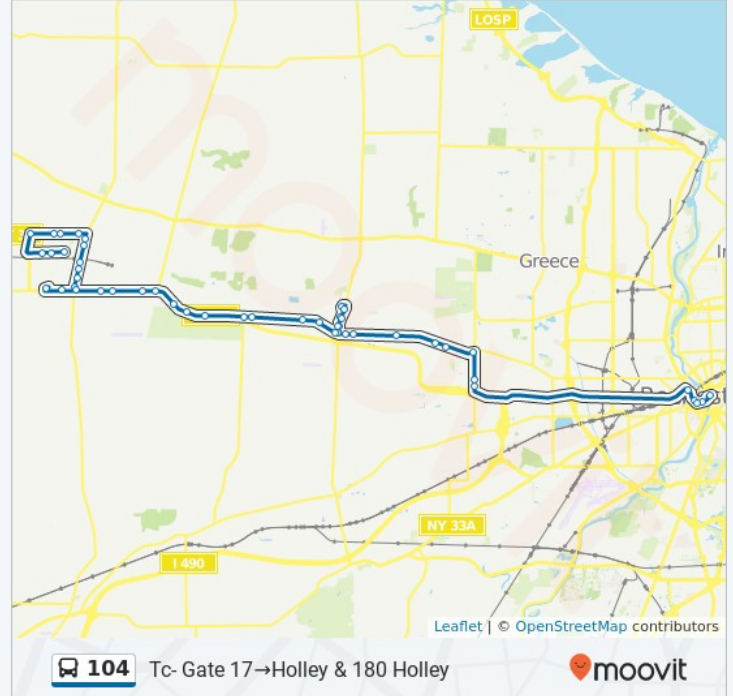 LOSP
Greece
NY 33A
I 490
Leaflet | © OpenStreetMap contributors
104 Tc- Gate 17→Holley & 180 Holley
moovit